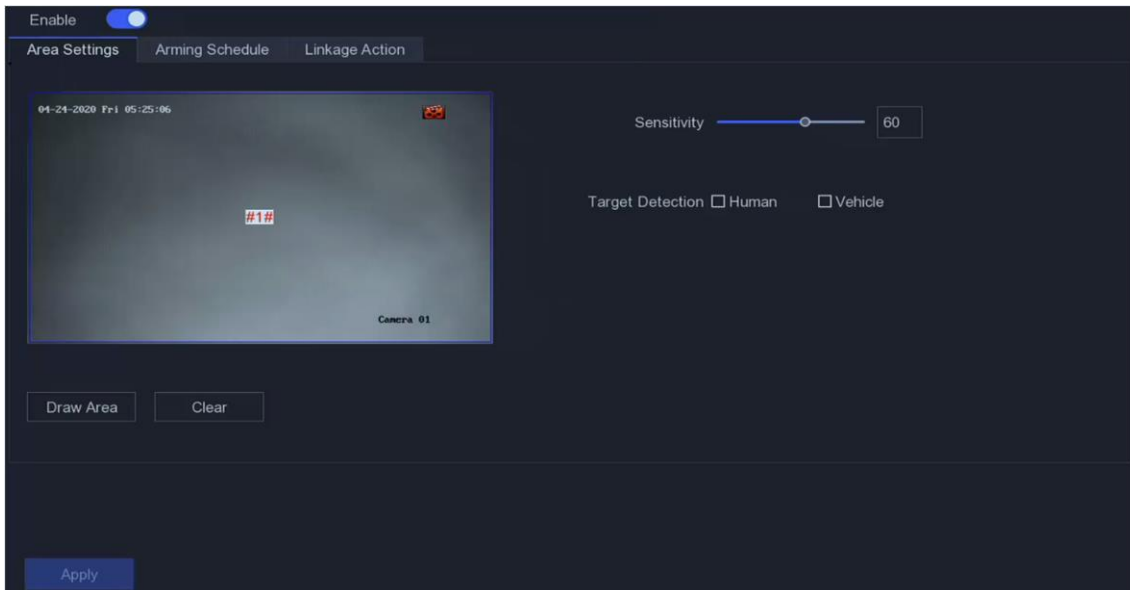 Enable
Area Settings Arming Schedule Linkage Action
04-24-2020 Fri 05:25:06
Sensitivity 60
Target Detection Human Vehicle
#1#
Camera 01
Draw Area Clear
Apply